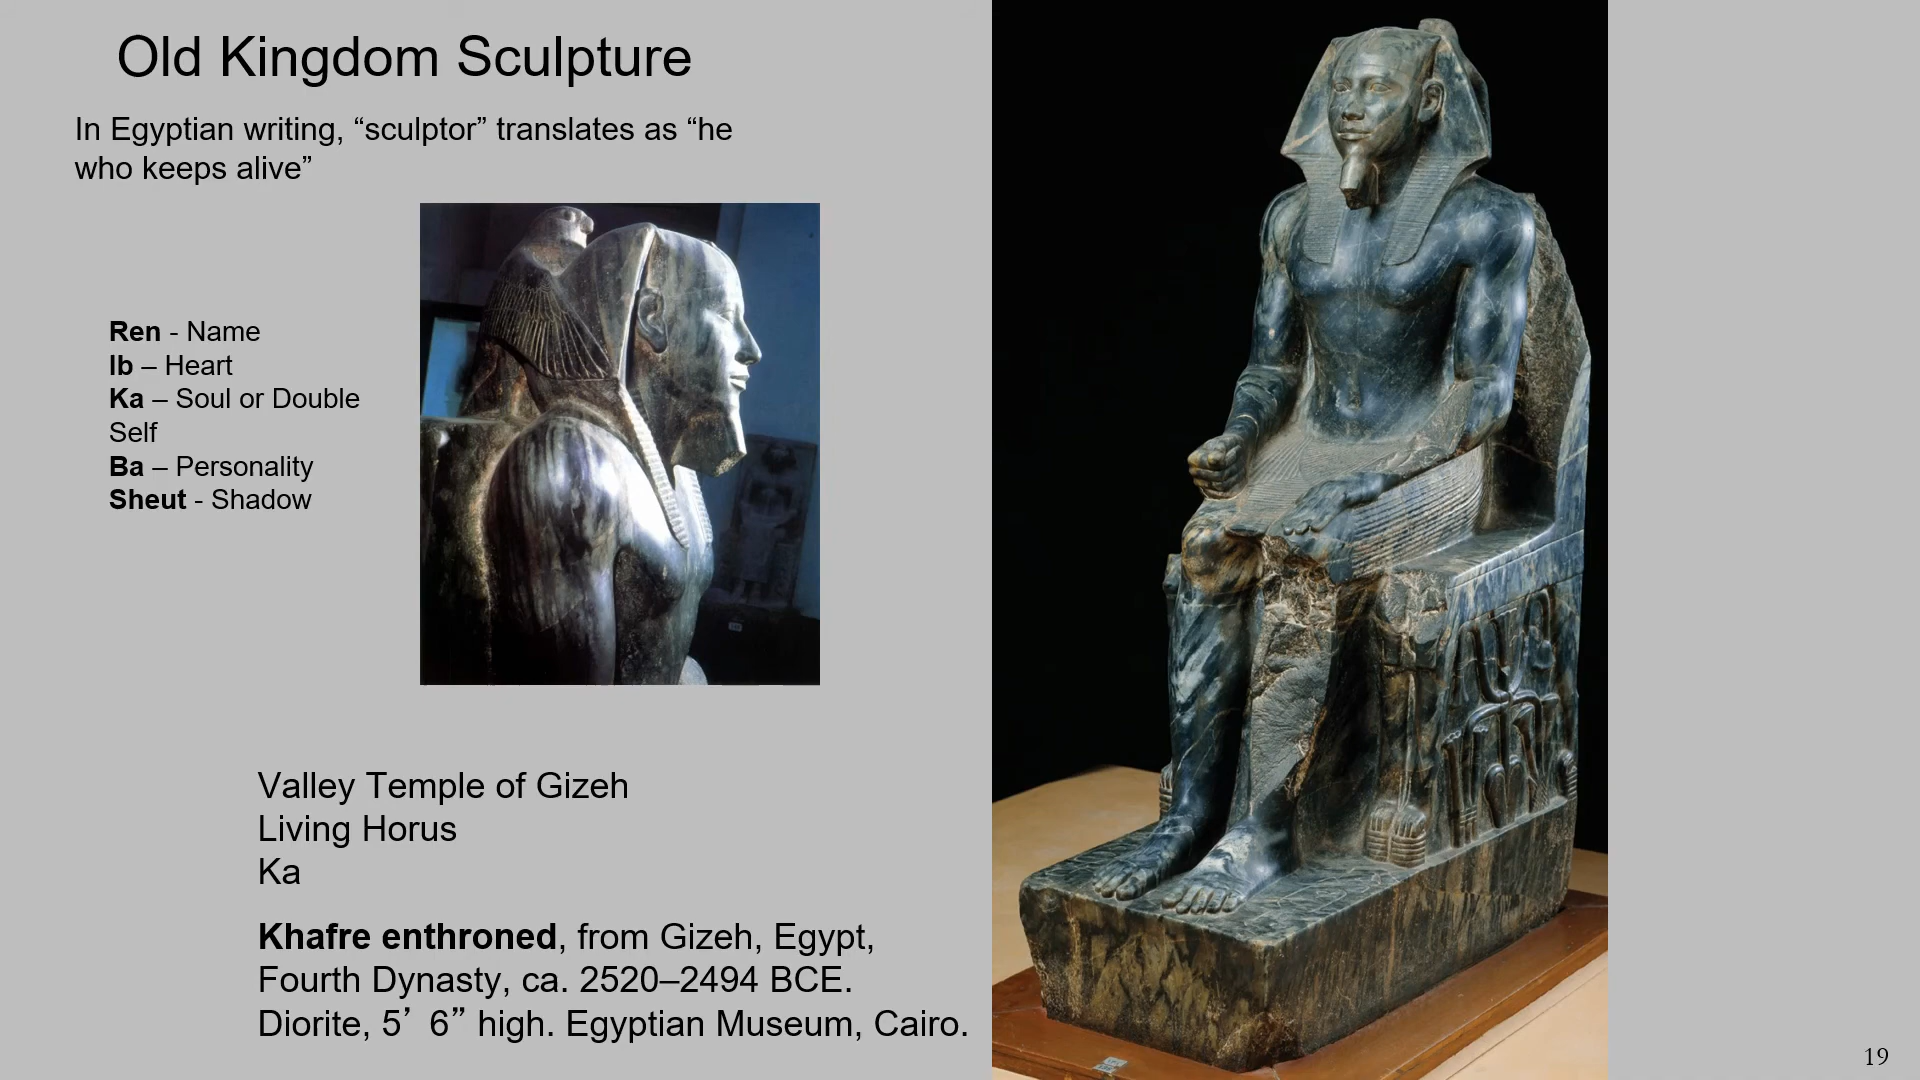 Old Kingdom Sculpture
In Egyptian writing, “sculptor” translates as “he
who keeps alive”
Ren - Name
Ib – Heart
Ka – Soul or Double
Self
Ba – Personality
Sheut - Shadow
Valley Temple of Gizeh
Living Horus
Ka
Khafre enthroned, from Gizeh, Egypt,
Fourth Dynasty, ca. 2520–2494 BCE.
Diorite, 5’ 6” high. Egyptian Museum, Cairo.
19